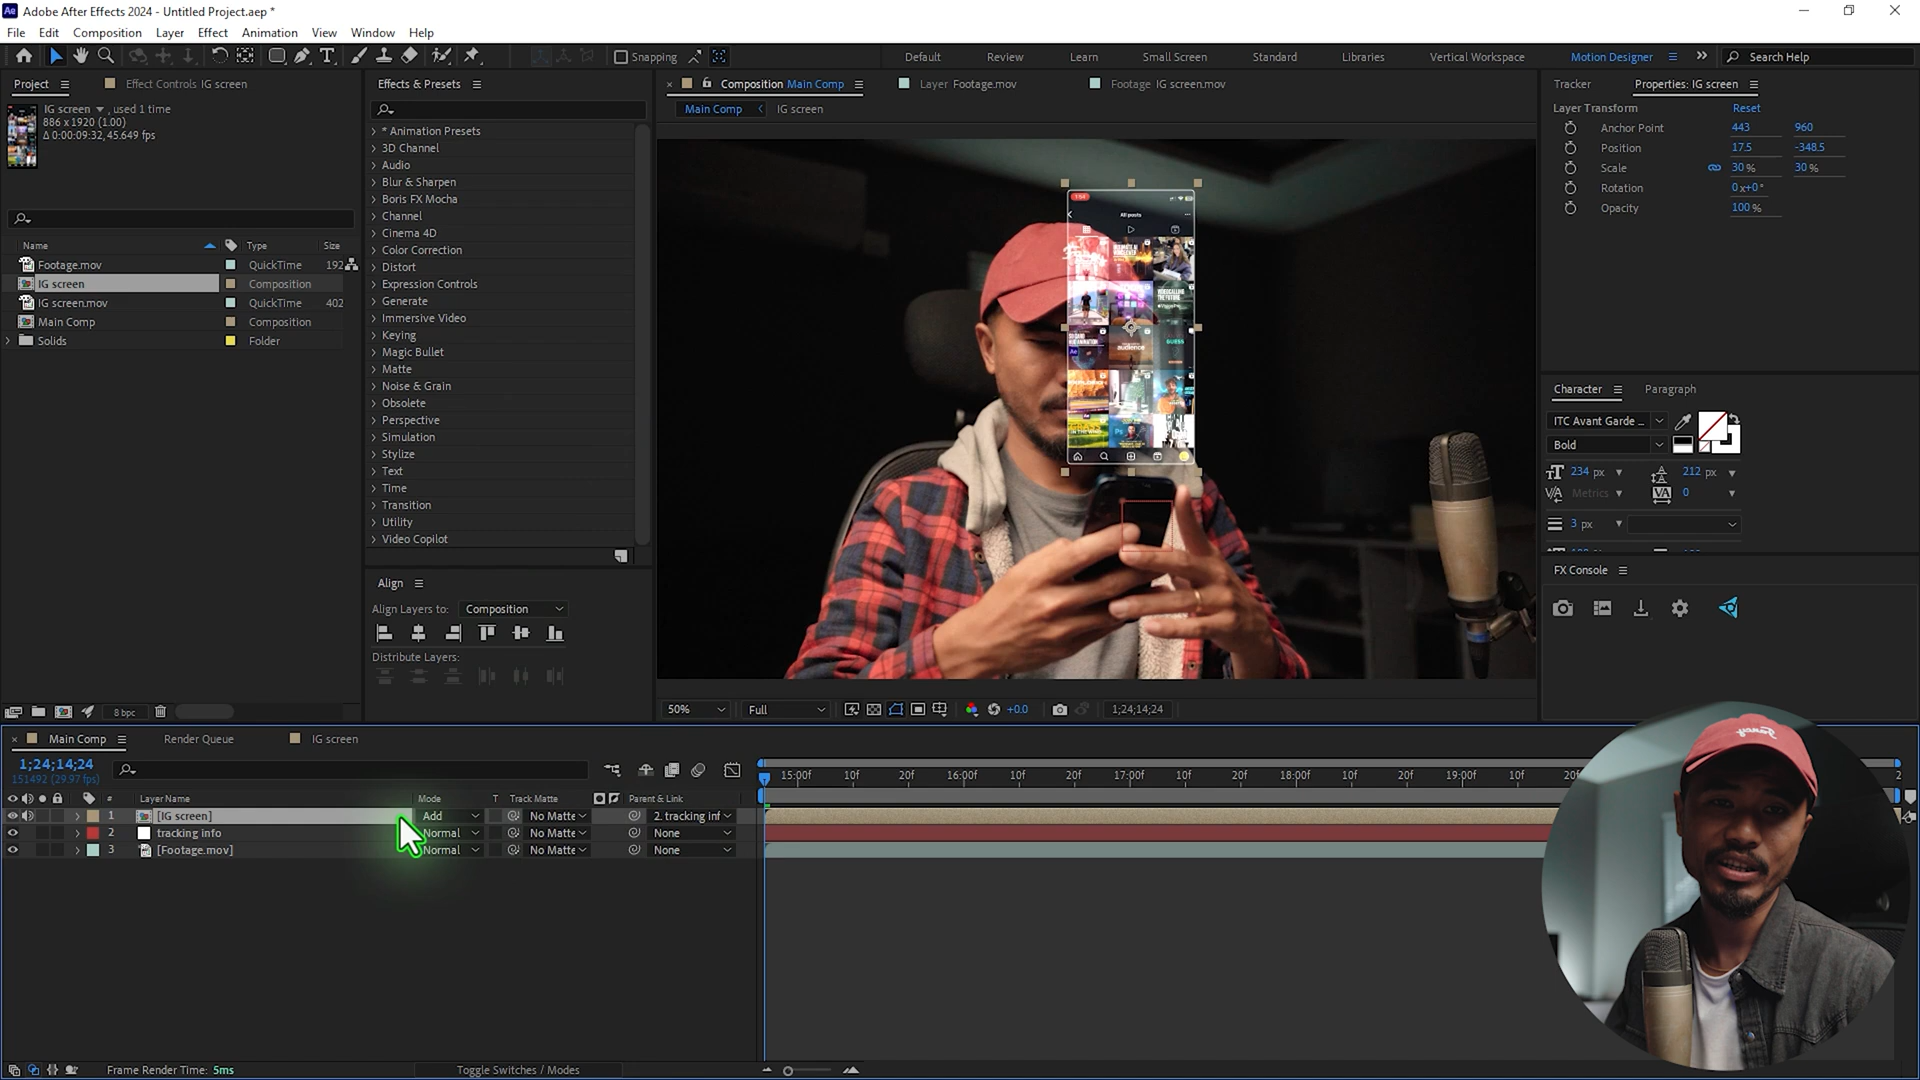 Adobe After Effects 2024 - Untitled Project.aep *
File Edit Composition Layer Effect Animation View Window Help
Snapping
Default Review Learn Small Screen Standard Libraries Vertical Workspace Motion Designer Search Help
Project Effect Controls IG screen
IG screen , used 1 time
886 x 1920 (1.00)
Δ 0:00:09:32, 45.649 fps
Name Type Size
Footage.mov QuickTime 192
IG screen Composition
IG screen.mov QuickTime 402
Main Comp Composition
Solids Folder
8 bpc
Effects & Presets
* Animation Presets
3D Channel
Audio
Blur & Sharpen
Boris FX Mocha
Channel
Cinema 4D
Color Correction
Distort
Expression Controls
Generate
Immersive Video
Keying
Magic Bullet
Matte
Noise & Grain
Obsolete
Perspective
Simulation
Stylize
Text
Time
Transition
Utility
Video Copilot
Align
Align Layers to: Composition
Distribute Layers:
Composition Main Comp Layer Footage.mov Footage IG screen.mov
Main Comp IG screen
All posts
audience
GUESS
50% Full +0.0 1;24;14;24
Tracker Properties: IG screen
Layer Transform Reset
Anchor Point 443 960
Position 17.5 -348.5
Scale 30 % 30 %
Rotation 0x+0°
Opacity 100 %
Character Paragraph
ITC Avant Garde ...
Bold
234 px 212 px
Metrics 0
3 px
FX Console
Main Comp Render Queue IG screen
1;24;14;24
151492 (29.97 fps)
# Layer Name Mode T Track Matte Parent & Link
1 [IG screen] Add No Matte 2. tracking inf
2 tracking info Normal No Matte None
3 [Footage.mov] Normal No Matte None
15:00f 10f 20f 16:00f 10f 20f 17:00f 10f 20f 18:00f 10f 20f 19:00f 10f
Frame Render Time: 5ms
Toggle Switches / Modes